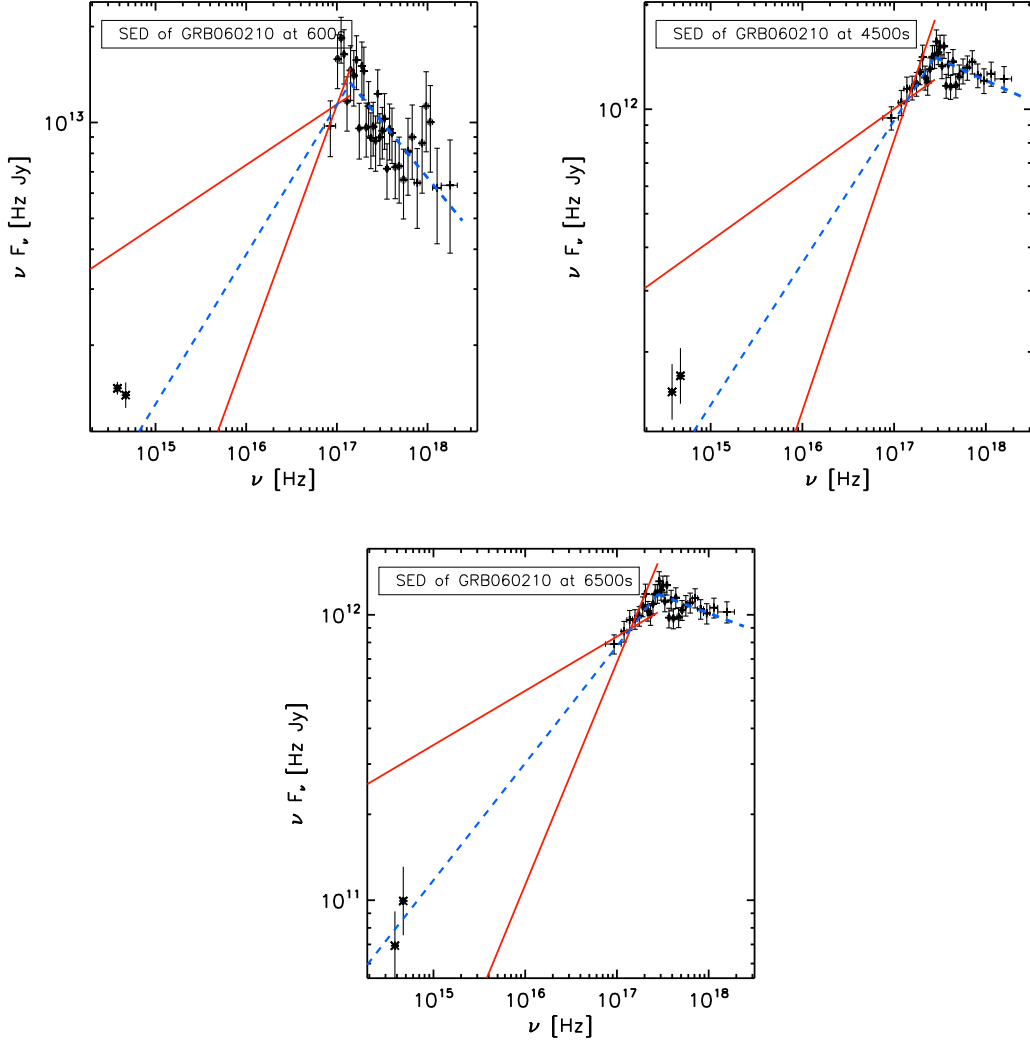 SED of GRB060210 at 600s
10^13
ν F_ν [Hz Jy]
10^15 10^16 10^17 10^18
ν [Hz]
SED of GRB060210 at 4500s
10^12
ν F_ν [Hz Jy]
10^15 10^16 10^17 10^18
ν [Hz]
SED of GRB060210 at 6500s
10^12
10^11
ν F_ν [Hz Jy]
10^15 10^16 10^17 10^18
ν [Hz]